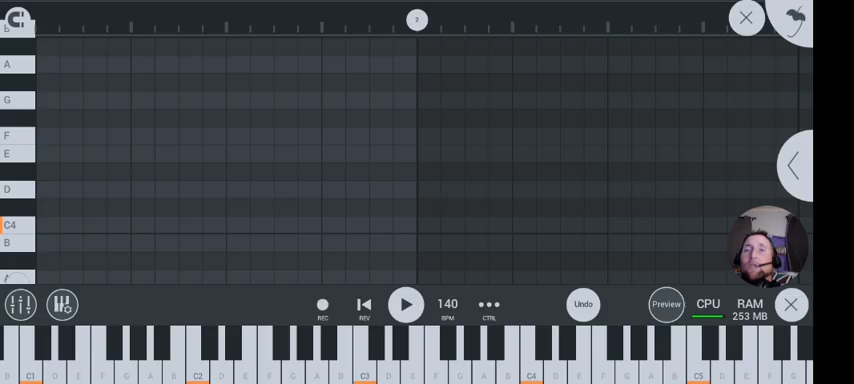 B
2
A
G
F
E
D
C4
B
REC
REV
140
BPM
CTRL
Undo
Preview
CPU
RAM
253 MB
B C1 D E F G A B C2 D E F G A B C3 D E F G A B C4 D E F G A B C5 D E F G